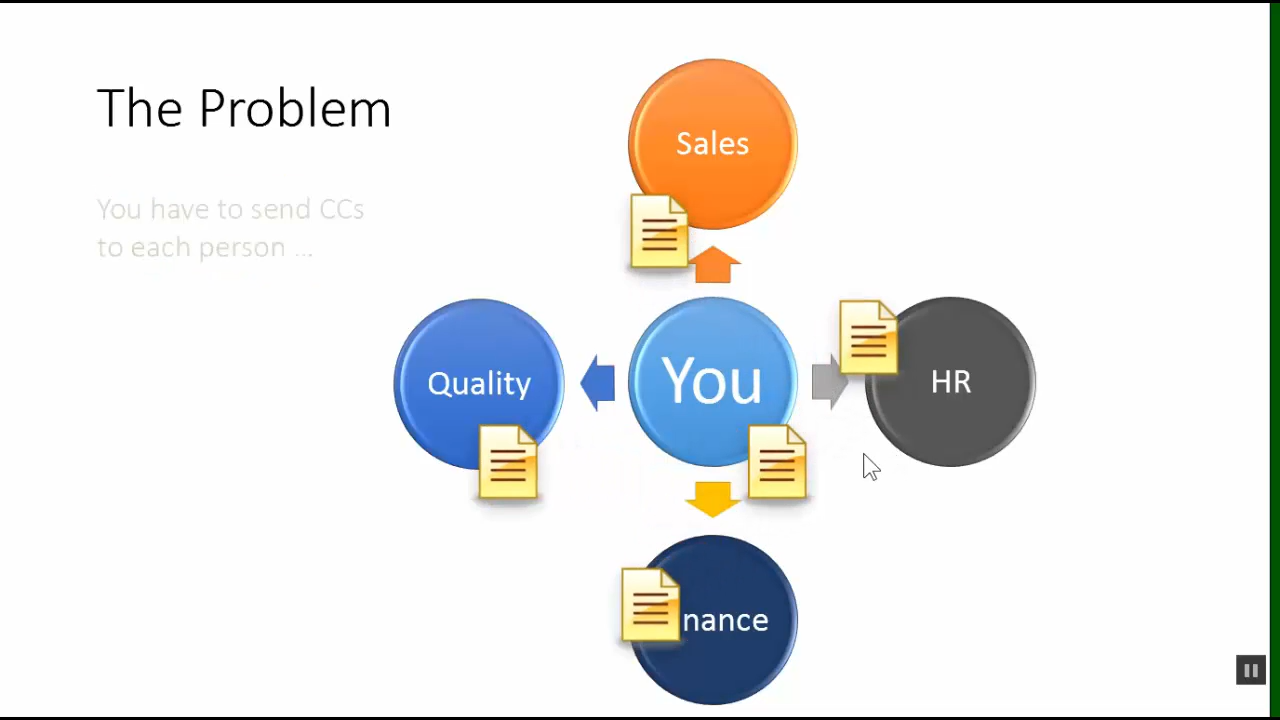 The Problem
You have to send CCs
to each person ...
Sales
Quality
You
HR
nance